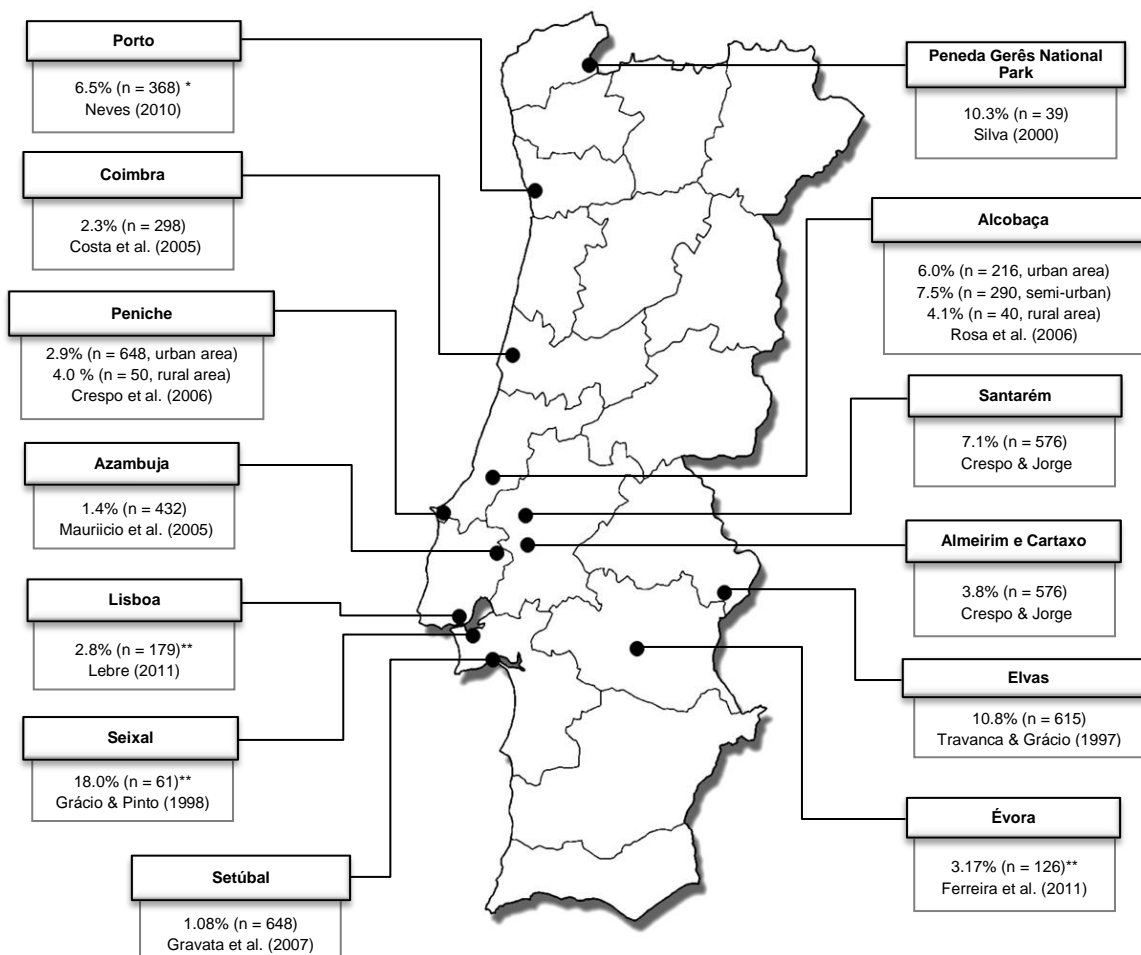 Porto
6.5% (n = 368) *
Neves (2010)
Coimbra
2.3% (n = 298)
Costa et al. (2005)
Peniche
2.9% (n = 648, urban area)
4.0 % (n = 50, rural area)
Crespo et al. (2006)
Azambuja
1.4% (n = 432)
Mauriicio et al. (2005)
Lisboa
2.8% (n = 179)**
Lebre (2011)
Seixal
18.0% (n = 61)**
Grácio & Pinto (1998)
Setúbal
1.08% (n = 648)
Gravata et al. (2007)
Peneda Gerês National
Park
10.3% (n = 39)
Silva (2000)
Alcobaça
6.0% (n = 216, urban area)
7.5% (n = 290, semi-urban)
4.1% (n = 40, rural area)
Rosa et al. (2006)
Santarém
7.1% (n = 576)
Crespo & Jorge
Almeirim e Cartaxo
3.8% (n = 576)
Crespo & Jorge
Elvas
10.8% (n = 615)
Travanca & Grácio (1997)
Évora
3.17% (n = 126)**
Ferreira et al. (2011)